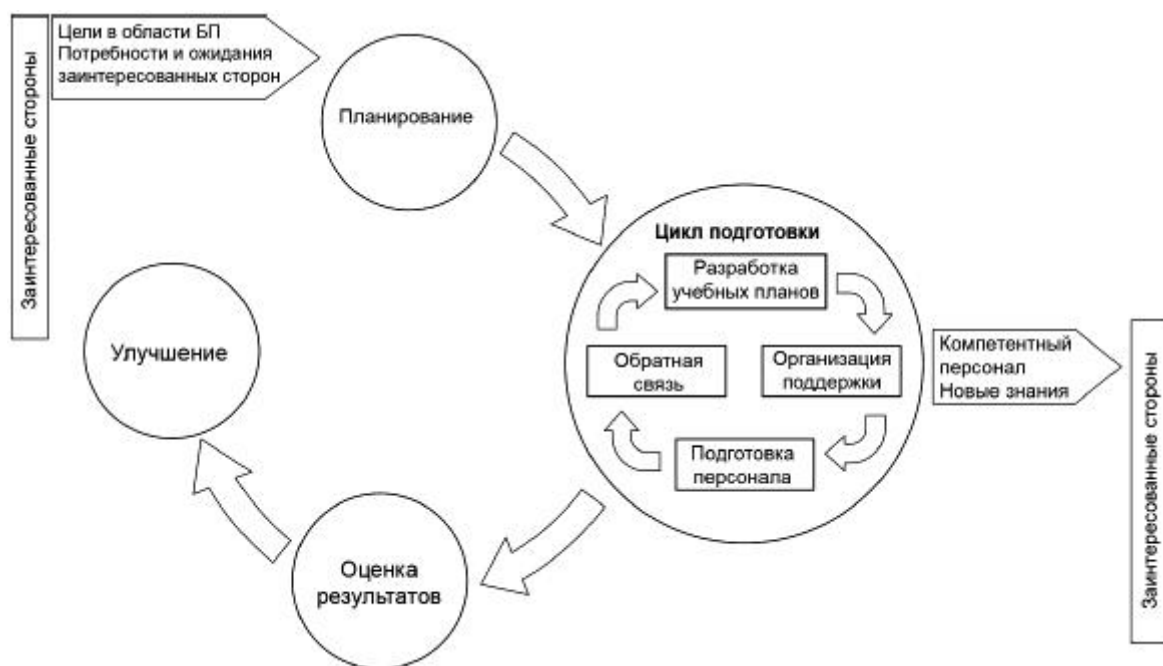 Заинтересованные стороны
Цели в области БП
Потребности и ожидания
заинтересованных сторон
Планирование
Цикл подготовки
Разработка
учебных планов
Обратная
связь
Организация
поддержки
Подготовка
персонала
Компетентный
персонал
Новые знания
Заинтересованные стороны
Улучшение
Оценка
результатов